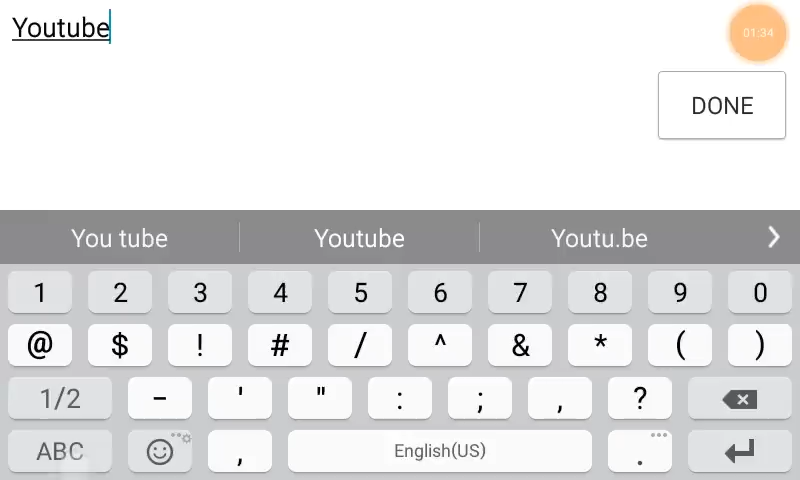 Youtube
01:34
DONE
You tube Youtube Youtu.be
1 2 3 4 5 6 7 8 9 0
@ $ ! # / ^ & * ( )
1/2 - ' " : ; , ?
ABC , English(US) .